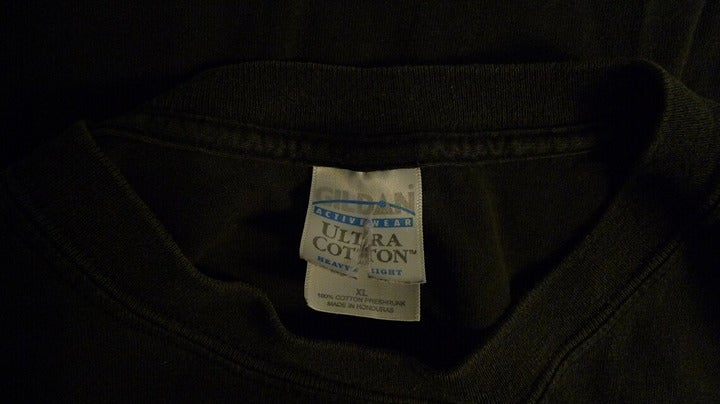 GILDAN®
ACTIVEWEAR
ULTRA
COTTON™
HEAVYWEIGHT
XL
100% COTTON PRESHRUNK
MADE IN HONDURAS